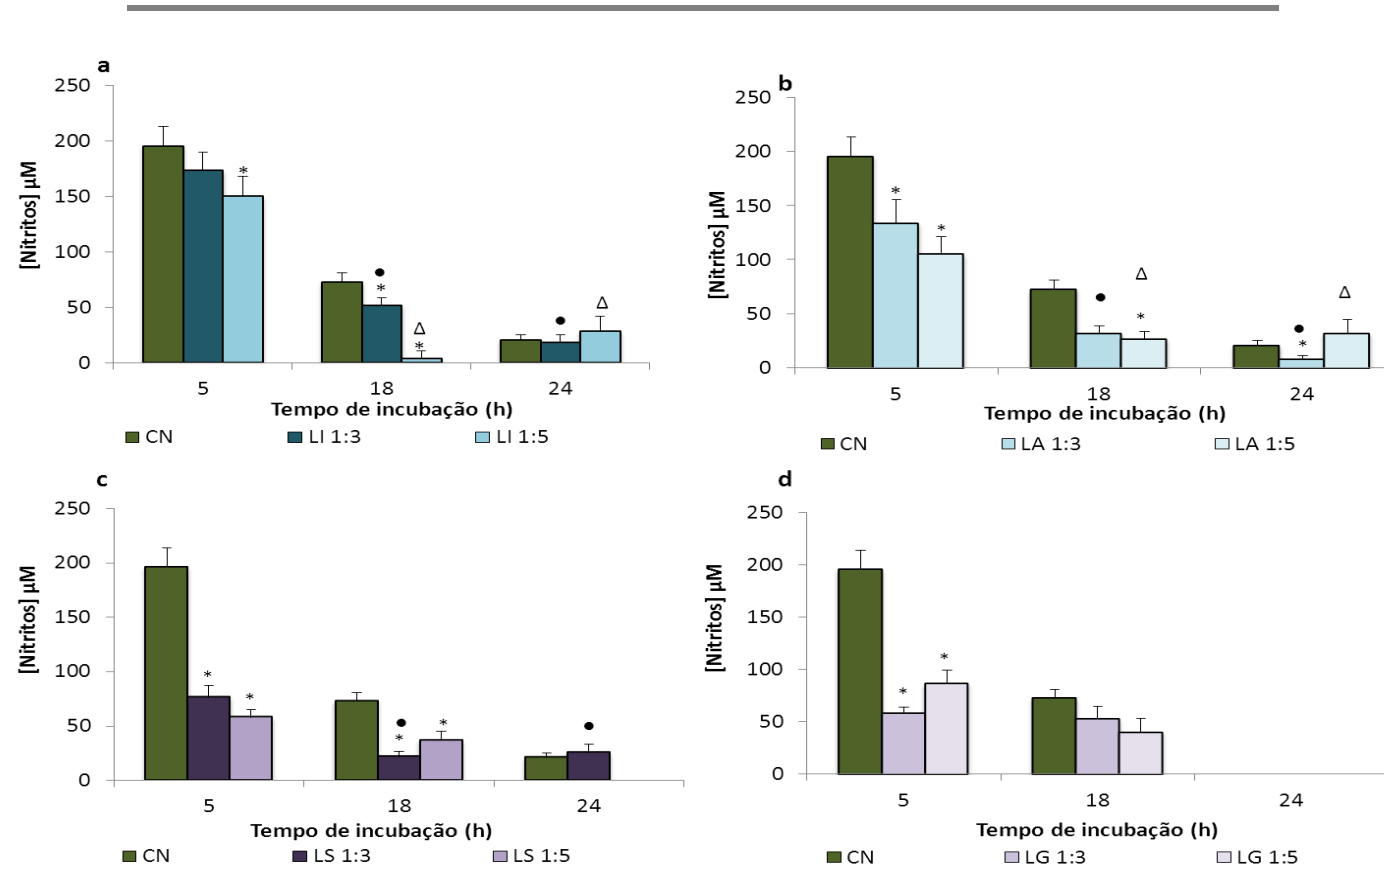 a
250
200
150
100
50
0
[Nitritos] µM
*
●
*
Δ
*
●
Δ
5 18 24
Tempo de incubação (h)
CN LI 1:3 LI 1:5
b
250
200
150
100
50
0
[Nitritos] µM
*
*
●
Δ
*
●
*
Δ
5 18 24
Tempo de incubação (h)
CN LA 1:3 LA 1:5
c
250
200
150
100
50
0
[Nitritos] µM
*
*
●
*
*
●
5 18 24
Tempo de incubação (h)
CN LS 1:3 LS 1:5
d
250
200
150
100
50
0
[Nitritos] µM
*
*
5 18 24
Tempo de incubação (h)
CN LG 1:3 LG 1:5